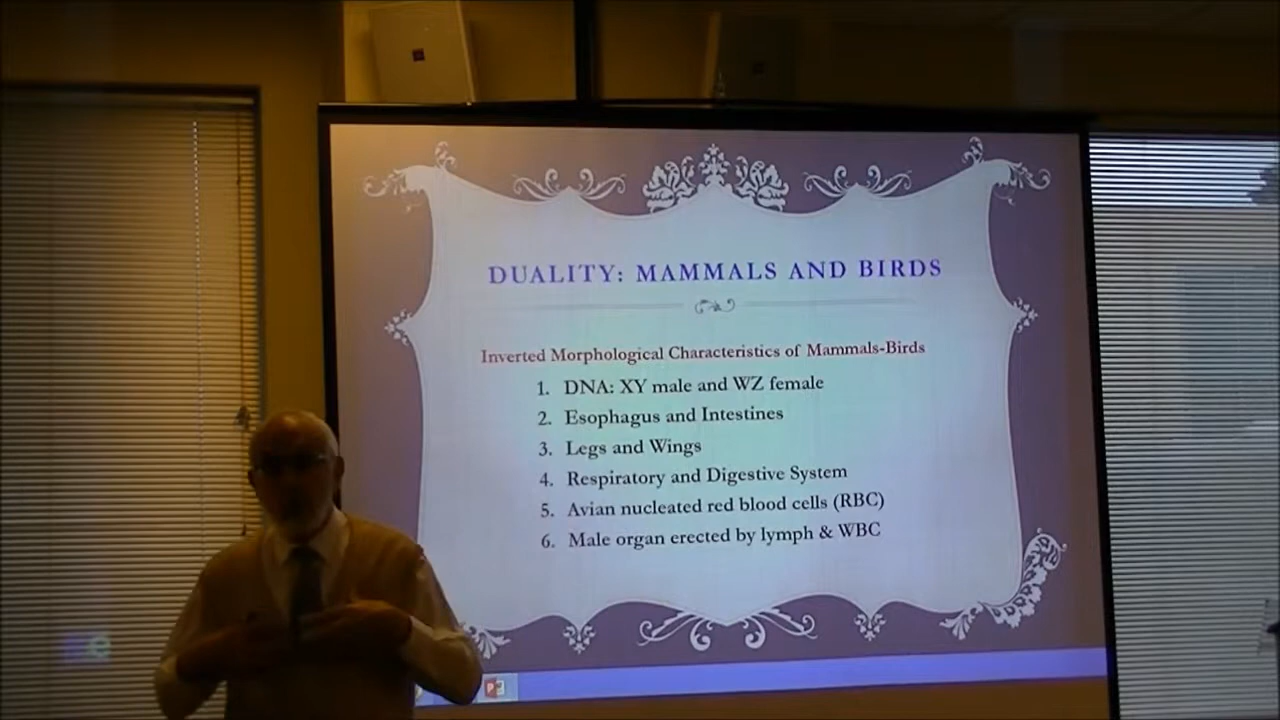 DUALITY: MAMMALS AND BIRDS
Inverted Morphological Characteristics of Mammals-Birds
1. DNA: XY male and WZ female
2. Esophagus and Intestines
3. Legs and Wings
4. Respiratory and Digestive System
5. Avian nucleated red blood cells (RBC)
6. Male organ erected by lymph & WBC